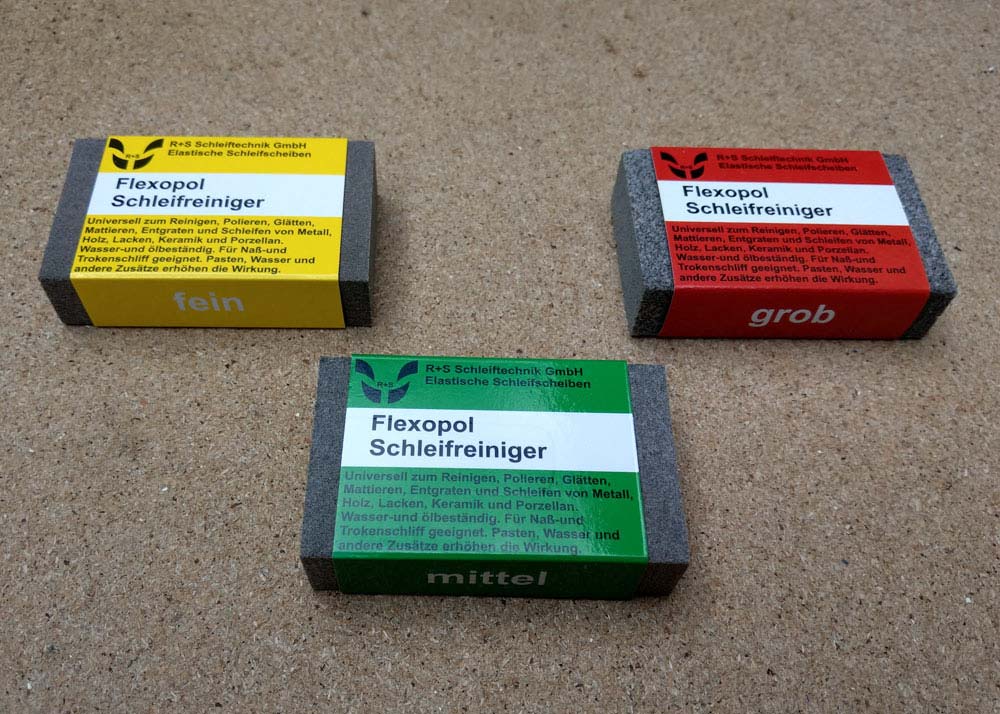 R+S
R+S Schleiftechnik GmbH
Elastische Schleifscheiben
Flexopol
Schleifreiniger
Universell zum Reinigen, Polieren, Glätten,
Mattieren, Entgraten und Schleifen von Metall,
Holz, Lacken, Keramik und Porzellan.
Wasser-und ölbeständig. Für Naß-und
Trokenschliff geeignet. Pasten, Wasser und
andere Zusätze erhöhen die Wirkung.
fein
R+S
R+S Schleiftechnik GmbH
Elastische Schleifscheiben
Flexopol
Schleifreiniger
Universell zum Reinigen, Polieren, Glätten,
Mattieren, Entgraten und Schleifen von Metall,
Holz, Lacken, Keramik und Porzellan.
Wasser-und ölbeständig. Für Naß-und
Trokenschliff geeignet. Pasten, Wasser und
andere Zusätze erhöhen die Wirkung.
grob
R+S
R+S Schleiftechnik GmbH
Elastische Schleifscheiben
Flexopol
Schleifreiniger
Universell zum Reinigen, Polieren, Glätten,
Mattieren, Entgraten und Schleifen von Metall,
Holz, Lacken, Keramik und Porzellan.
Wasser-und ölbeständig. Für Naß-und
Trokenschliff geeignet. Pasten, Wasser und
andere Zusätze erhöhen die Wirkung.
mittel